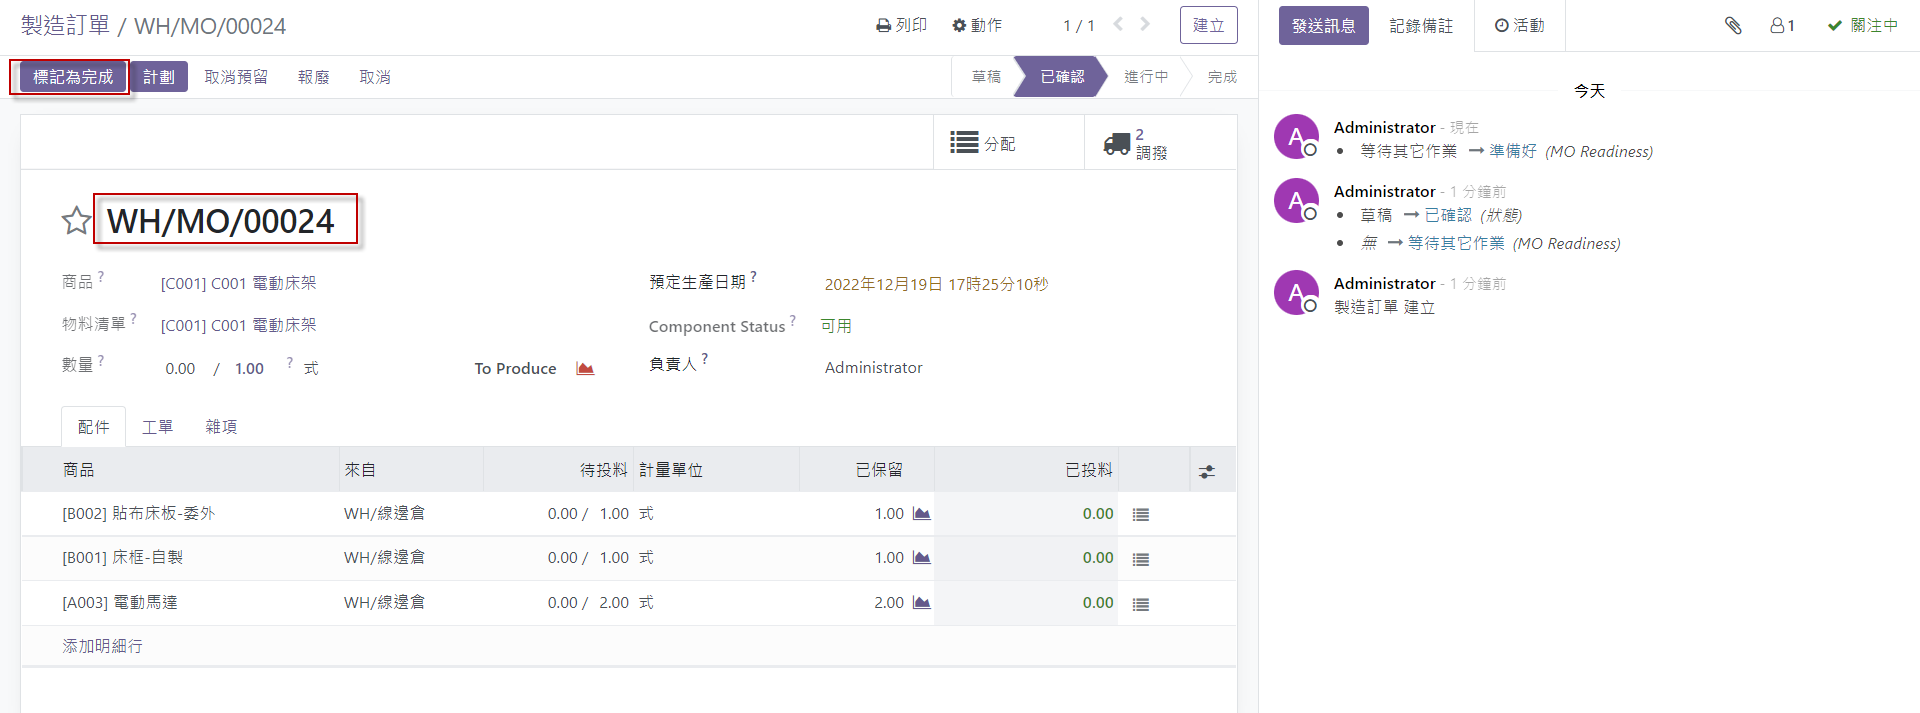 製造訂單 / WH/MO/00024
列印 動作 1 / 1 建立
標記為完成 計劃 取消預留 報廢 取消
草稿 已確認 進行中 完成
分配
2
調撥
WH/MO/00024
商品 ? [C001] C001 電動床架
物料清單 ? [C001] C001 電動床架
數量 ? 0.00 / 1.00 ? 式 To Produce
預定生產日期 ? 2022年12月19日 17時25分10秒
Component Status ? 可用
負責人 ? Administrator
配件 工單 雜項
商品 來自 待投料 計量單位 已保留 已投料
[B002] 貼布床板-委外 WH/線邊倉 0.00 / 1.00 式 1.00 0.00
[B001] 床框-自製 WH/線邊倉 0.00 / 1.00 式 1.00 0.00
[A003] 電動馬達 WH/線邊倉 0.00 / 2.00 式 2.00 0.00
添加明細行
發送訊息 記錄備註 活動 1 關注中
今天
A
Administrator - 現在
等待其它作業 → 準備好 (MO Readiness)
A
Administrator - 1 分鐘前
草稿 → 已確認 (狀態)
無 → 等待其它作業 (MO Readiness)
A
Administrator - 1 分鐘前
製造訂單 建立